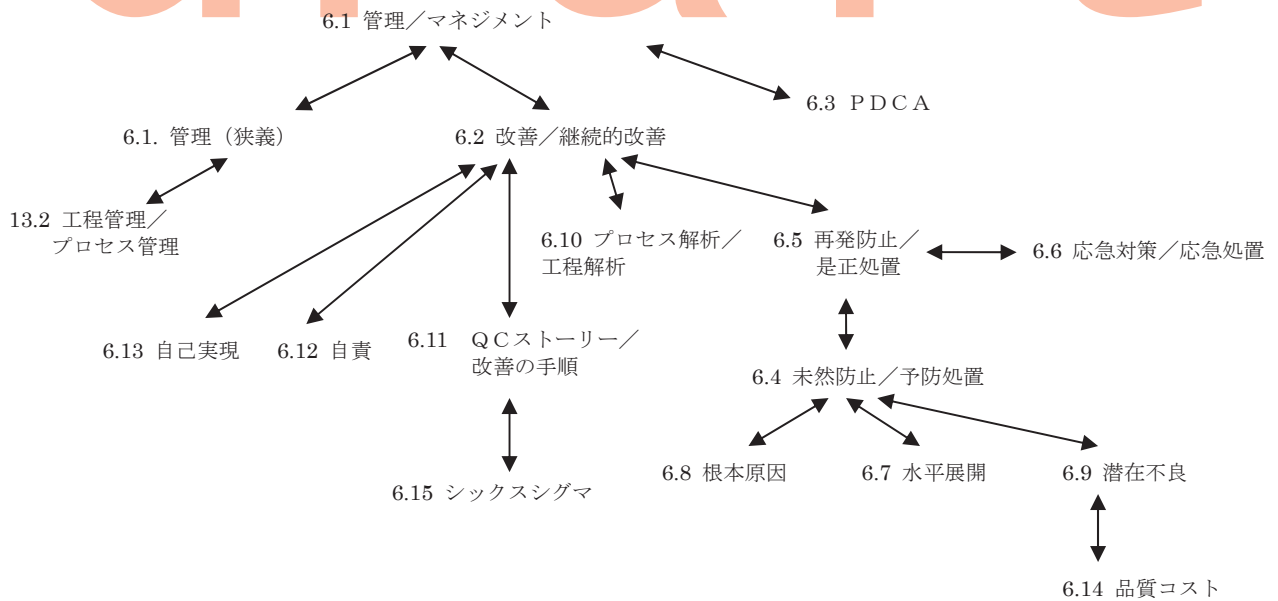 6.1 管理／マネジメント
6.3 ＰＤＣＡ
6.1. 管理（狭義）
6.2 改善／継続的改善
13.2 工程管理／
プロセス管理
6.10 プロセス解析／
工程解析
6.5 再発防止／
是正処置
6.6 応急対策／応急処置
6.13 自己実現
6.12 自責
6.11 ＱＣストーリー／
改善の手順
6.4 未然防止／予防処置
6.8 根本原因
6.7 水平展開
6.9 潜在不良
6.15 シックスシグマ
6.14 品質コスト